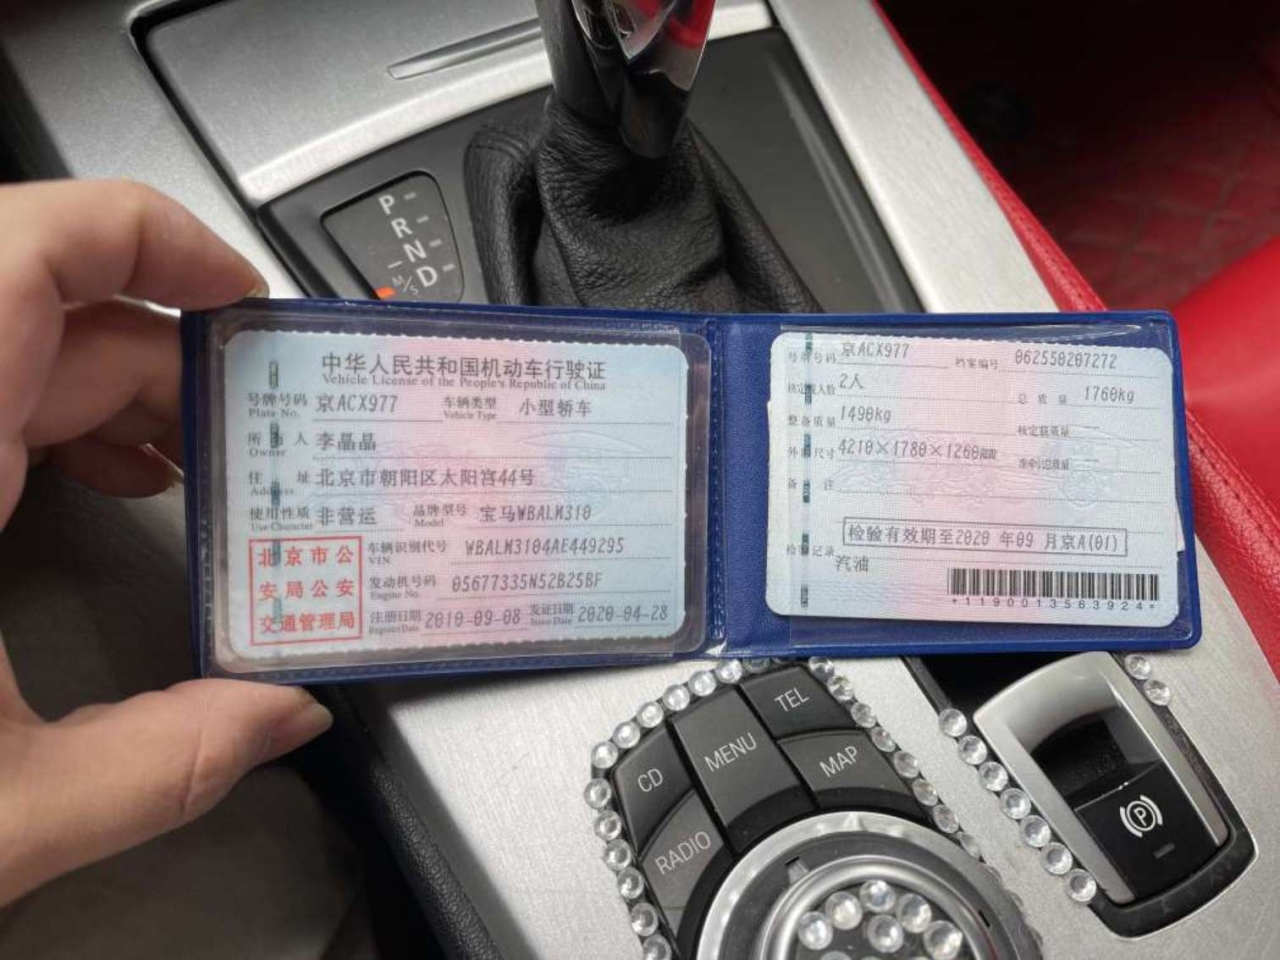 P
R
N
D
M/S
中华人民共和国机动车行驶证
Vehicle License of the People's Republic of China
号牌号码 京ACX977 车辆类型 小型轿车
Plate No. Vehicle Type
所有人 李晶晶
Owner
住址 北京市朝阳区太阳宫44号
Address
使用性质 非营运 品牌型号 宝马WBALM310
Use Character Model
北京市公
安局公安
交通管理局
车辆识别代号 WBALM3104AE449295
VIN
发动机号码 05677335N52B25BF
Engine No.
注册日期 2010-09-08 发证日期 2020-04-28
Register Date Issue Date
号牌号码 京ACX977 档案编号 062550207272
核定载人数 2人 总质量 1760kg
整备质量 1490kg 核定载质量
外廓尺寸 4210×1780×1260mm 准牵引总质量
备注
检验有效期至2020 年09 月京A(01)
检验记录
汽油
*1190013563924*
TEL
MENU
CD
MAP
RADIO
P